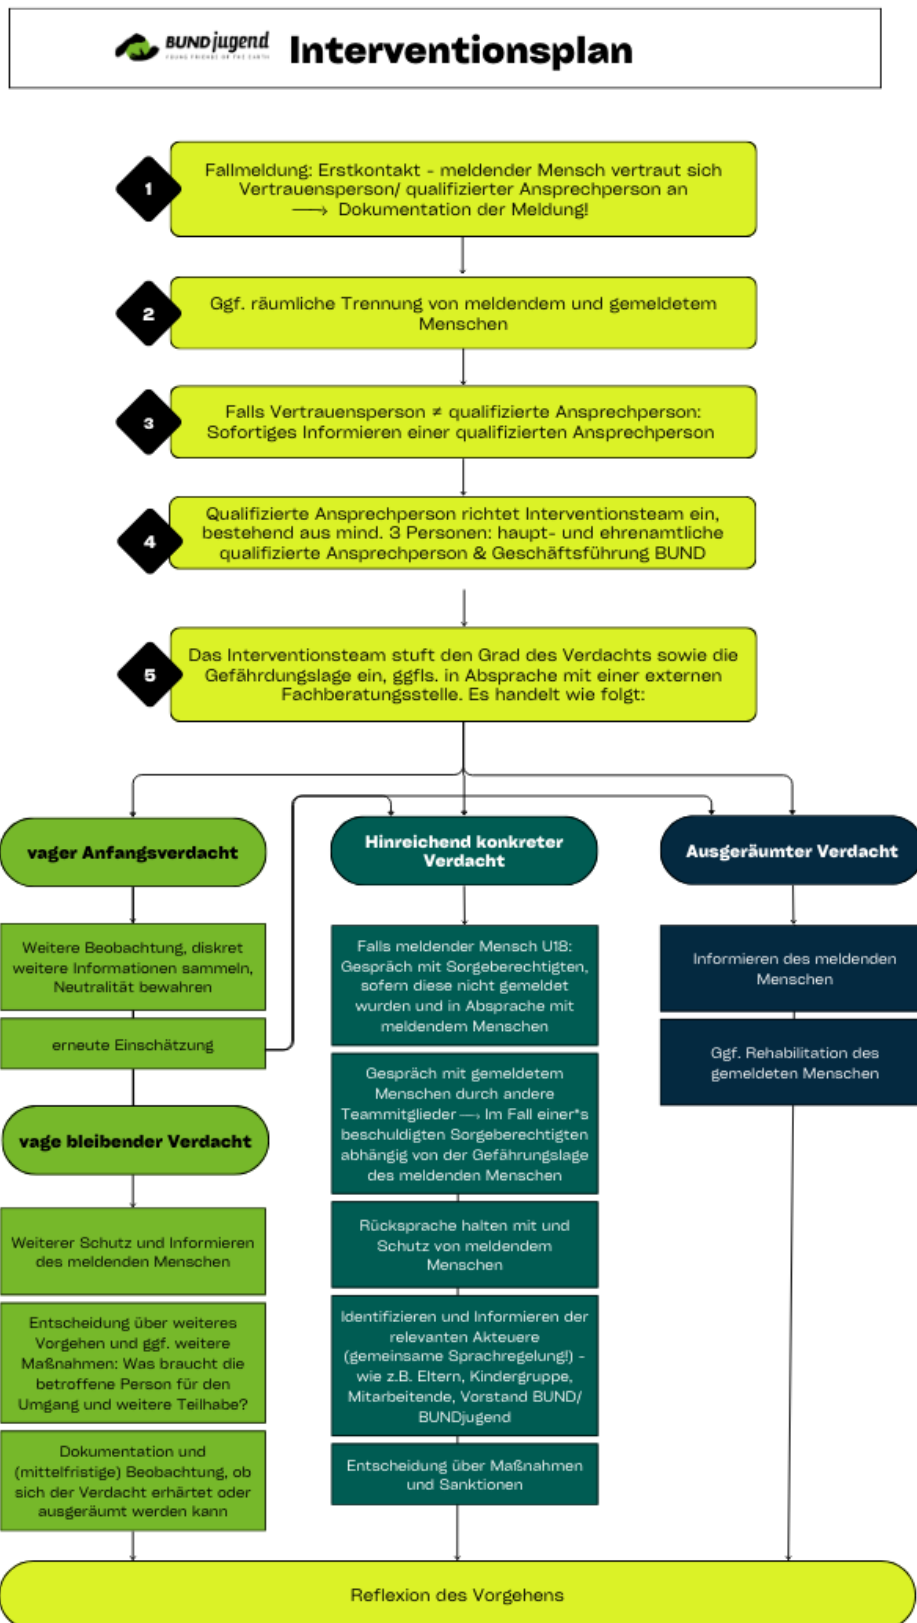 BUNDjugend
YOUNG FRIENDS OF THE EARTH
Interventionsplan
1
Fallmeldung: Erstkontakt - meldender Mensch vertraut sich
Vertrauensperson/ qualifizierter Ansprechperson an
⟶ Dokumentation der Meldung!
2
Ggf. räumliche Trennung von meldendem und gemeldetem
Menschen
3
Falls Vertrauensperson ≠ qualifizierte Ansprechperson:
Sofortiges Informieren einer qualifizierten Ansprechperson
4
Qualifizierte Ansprechperson richtet Interventionsteam ein,
bestehend aus mind. 3 Personen: haupt- und ehrenamtliche
qualifizierte Ansprechperson & Geschäftsführung BUND
5
Das Interventionsteam stuft den Grad des Verdachts sowie die
Gefährdungslage ein, ggfls. in Absprache mit einer externen
Fachberatungsstelle. Es handelt wie folgt:
vager Anfangsverdacht
Weitere Beobachtung, diskret
weitere Informationen sammeln,
Neutralität bewahren
erneute Einschätzung
vage bleibender Verdacht
Weiterer Schutz und Informieren
des meldenden Menschen
Entscheidung über weiteres
Vorgehen und ggf. weitere
Maßnahmen: Was braucht die
betroffene Person für den
Umgang und weitere Teilhabe?
Dokumentation und
(mittelfristige) Beobachtung, ob
sich der Verdacht erhärtet oder
ausgeräumt werden kann
Hinreichend konkreter
Verdacht
Falls meldender Mensch U18:
Gespräch mit Sorgeberechtigten,
sofern diese nicht gemeldet
wurden und in Absprache mit
meldendem Menschen
Gespräch mit gemeldetem
Menschen durch andere
Teammitglieder ⟶ Im Fall einer*s
beschuldigten Sorgeberechtigten
abhängig von der Gefährungslage
des meldenden Menschen
Rücksprache halten mit und
Schutz von meldendem
Menschen
Identifizieren und Informieren der
relevanten Akteuere
(gemeinsame Sprachregelung!) -
wie z.B. Eltern, Kindergruppe,
Mitarbeitende, Vorstand BUND/
BUNDjugend
Entscheidung über Maßnahmen
und Sanktionen
Ausgeräumter Verdacht
Informieren des meldenden
Menschen
Ggf. Rehabilitation des
gemeldeten Menschen
Reflexion des Vorgehens